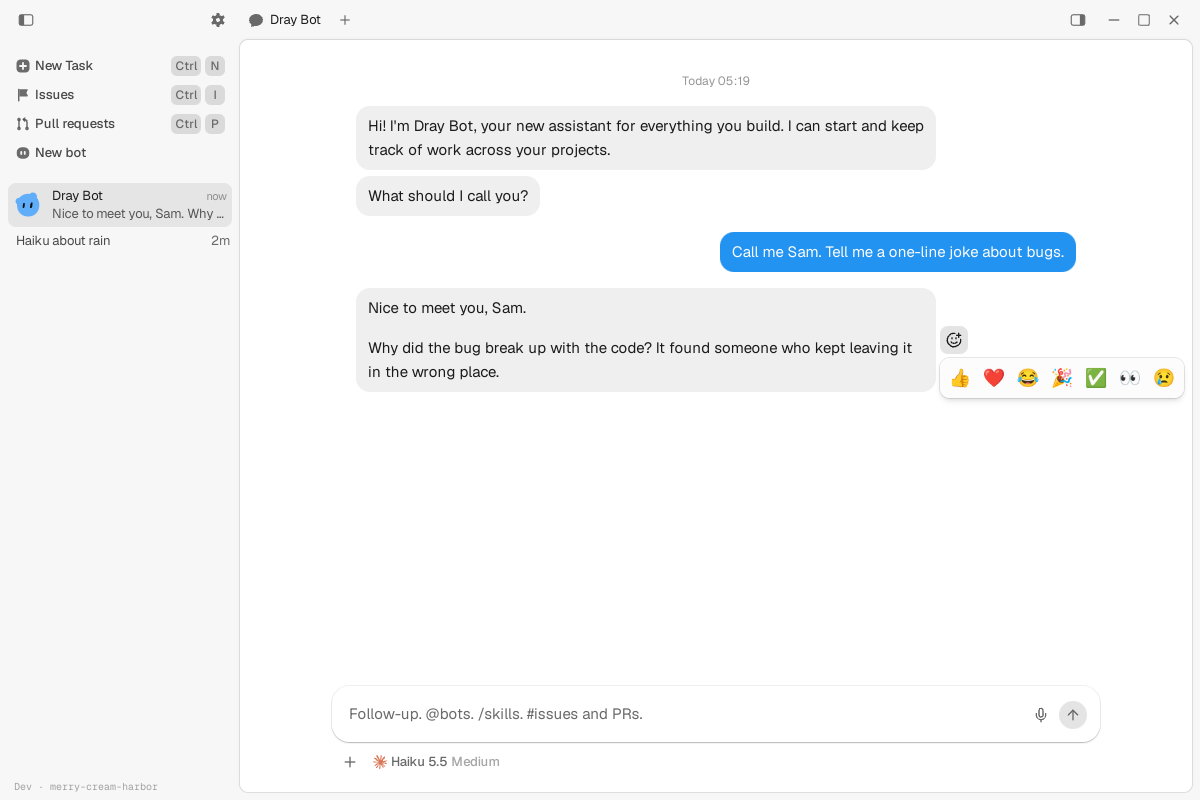 Dray Bot
New Task Ctrl N
Issues Ctrl I
Pull requests Ctrl P
New bot
Dray Bot now
Nice to meet you, Sam. Why …
Haiku about rain 2m
Dev · merry-cream-harbor
Today 05:19
Hi! I'm Dray Bot, your new assistant for everything you build. I can start and keep
track of work across your projects.
What should I call you?
Call me Sam. Tell me a one-line joke about bugs.
Nice to meet you, Sam.
Why did the bug break up with the code? It found someone who kept leaving it
in the wrong place.
Follow-up. @bots. /skills. #issues and PRs.
Haiku 5.5 Medium